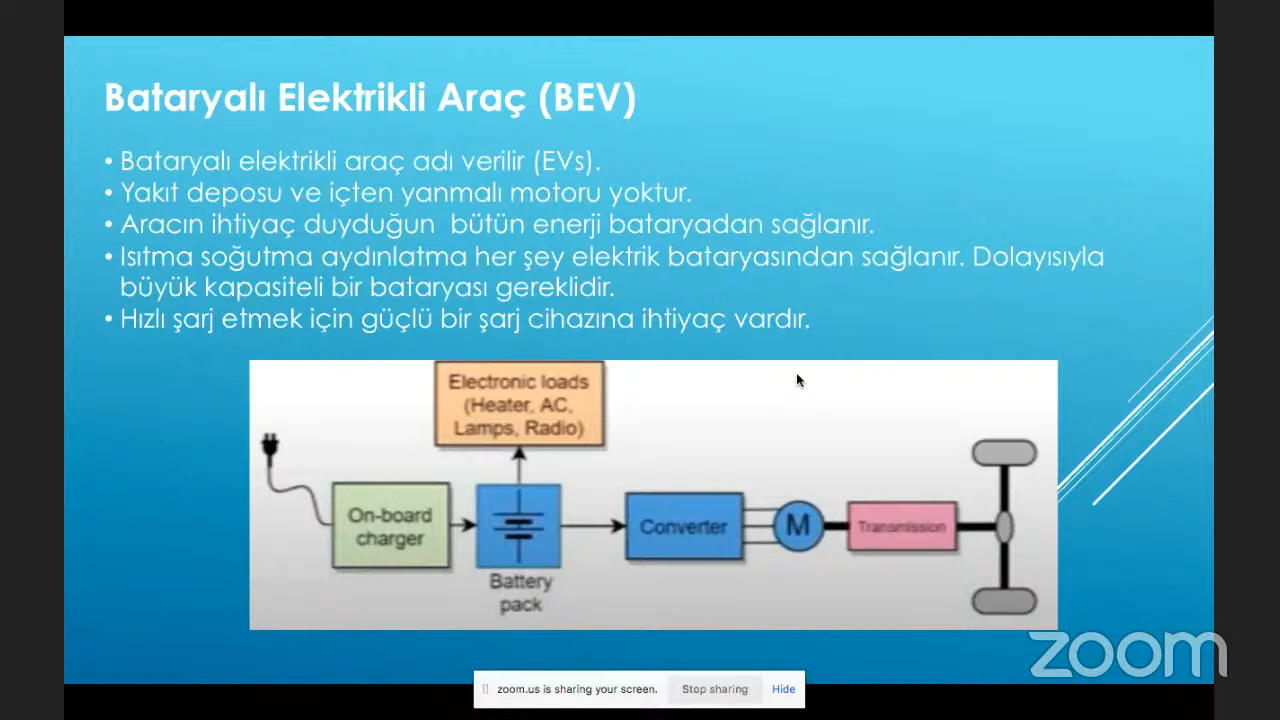 Bataryalı Elektrikli Araç (BEV)
• Bataryalı elektrikli araç adı verilir (EVs).
• Yakıt deposu ve içten yanmalı motoru yoktur.
• Aracın ihtiyaç duyduğun  bütün enerji bataryadan sağlanır.
• Isıtma soğutma aydınlatma her şey elektrik bataryasından sağlanır. Dolayısıyla
büyük kapasiteli bir bataryası gereklidir.
• Hızlı şarj etmek için güçlü bir şarj cihazına ihtiyaç vardır.
Electronic loads
(Heater, AC,
Lamps, Radio)
On-board
charger
Battery
pack
Converter
M
Transmission
zoom
zoom.us is sharing your screen.
Stop sharing
Hide